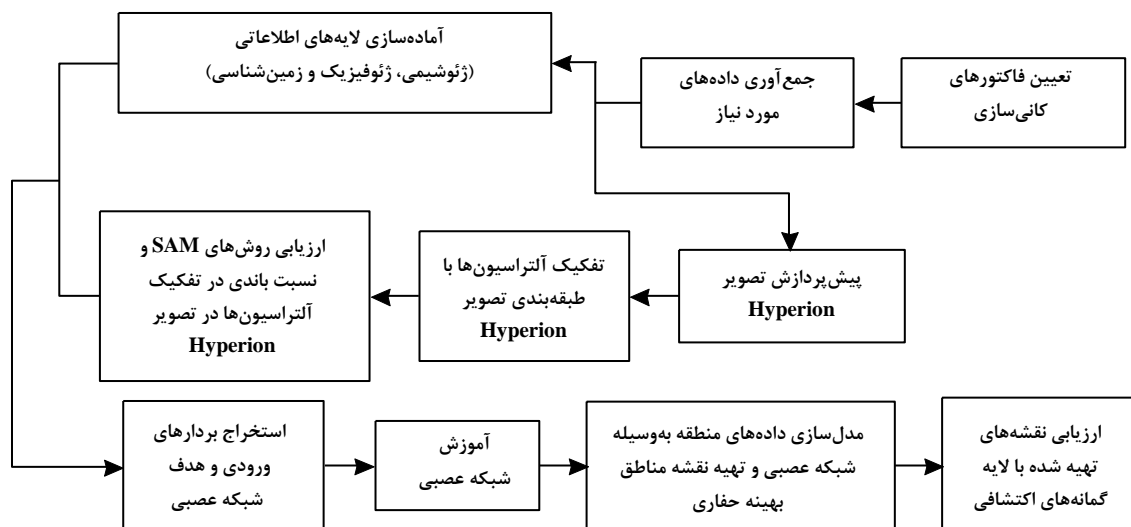 تعیین فاکتورهای
کانی‌سازی
جمع‌آوری داده‌های
مورد نیاز
آماده‌سازی لایه‌های اطلاعاتی
(ژئوشیمی، ژئوفیزیک و زمین‌شناسی)
پیش‌پردازش تصویر
Hyperion
تفکیک آلتراسیون‌ها با
طبقه‌بندی تصویر
Hyperion
ارزیابی روش‌های SAM و
نسبت باندی در تفکیک
آلتراسیون‌ها در تصویر
Hyperion
استخراج بردارهای
ورودی و هدف
شبکه عصبی
آموزش
شبکه عصبی
مدل‌سازی داده‌های منطقه به‌وسیله
شبکه عصبی و تهیه نقشه مناطق
بهینه حفاری
ارزیابی نقشه‌های
تهیه شده با لایه
گمانه‌های اکتشافی